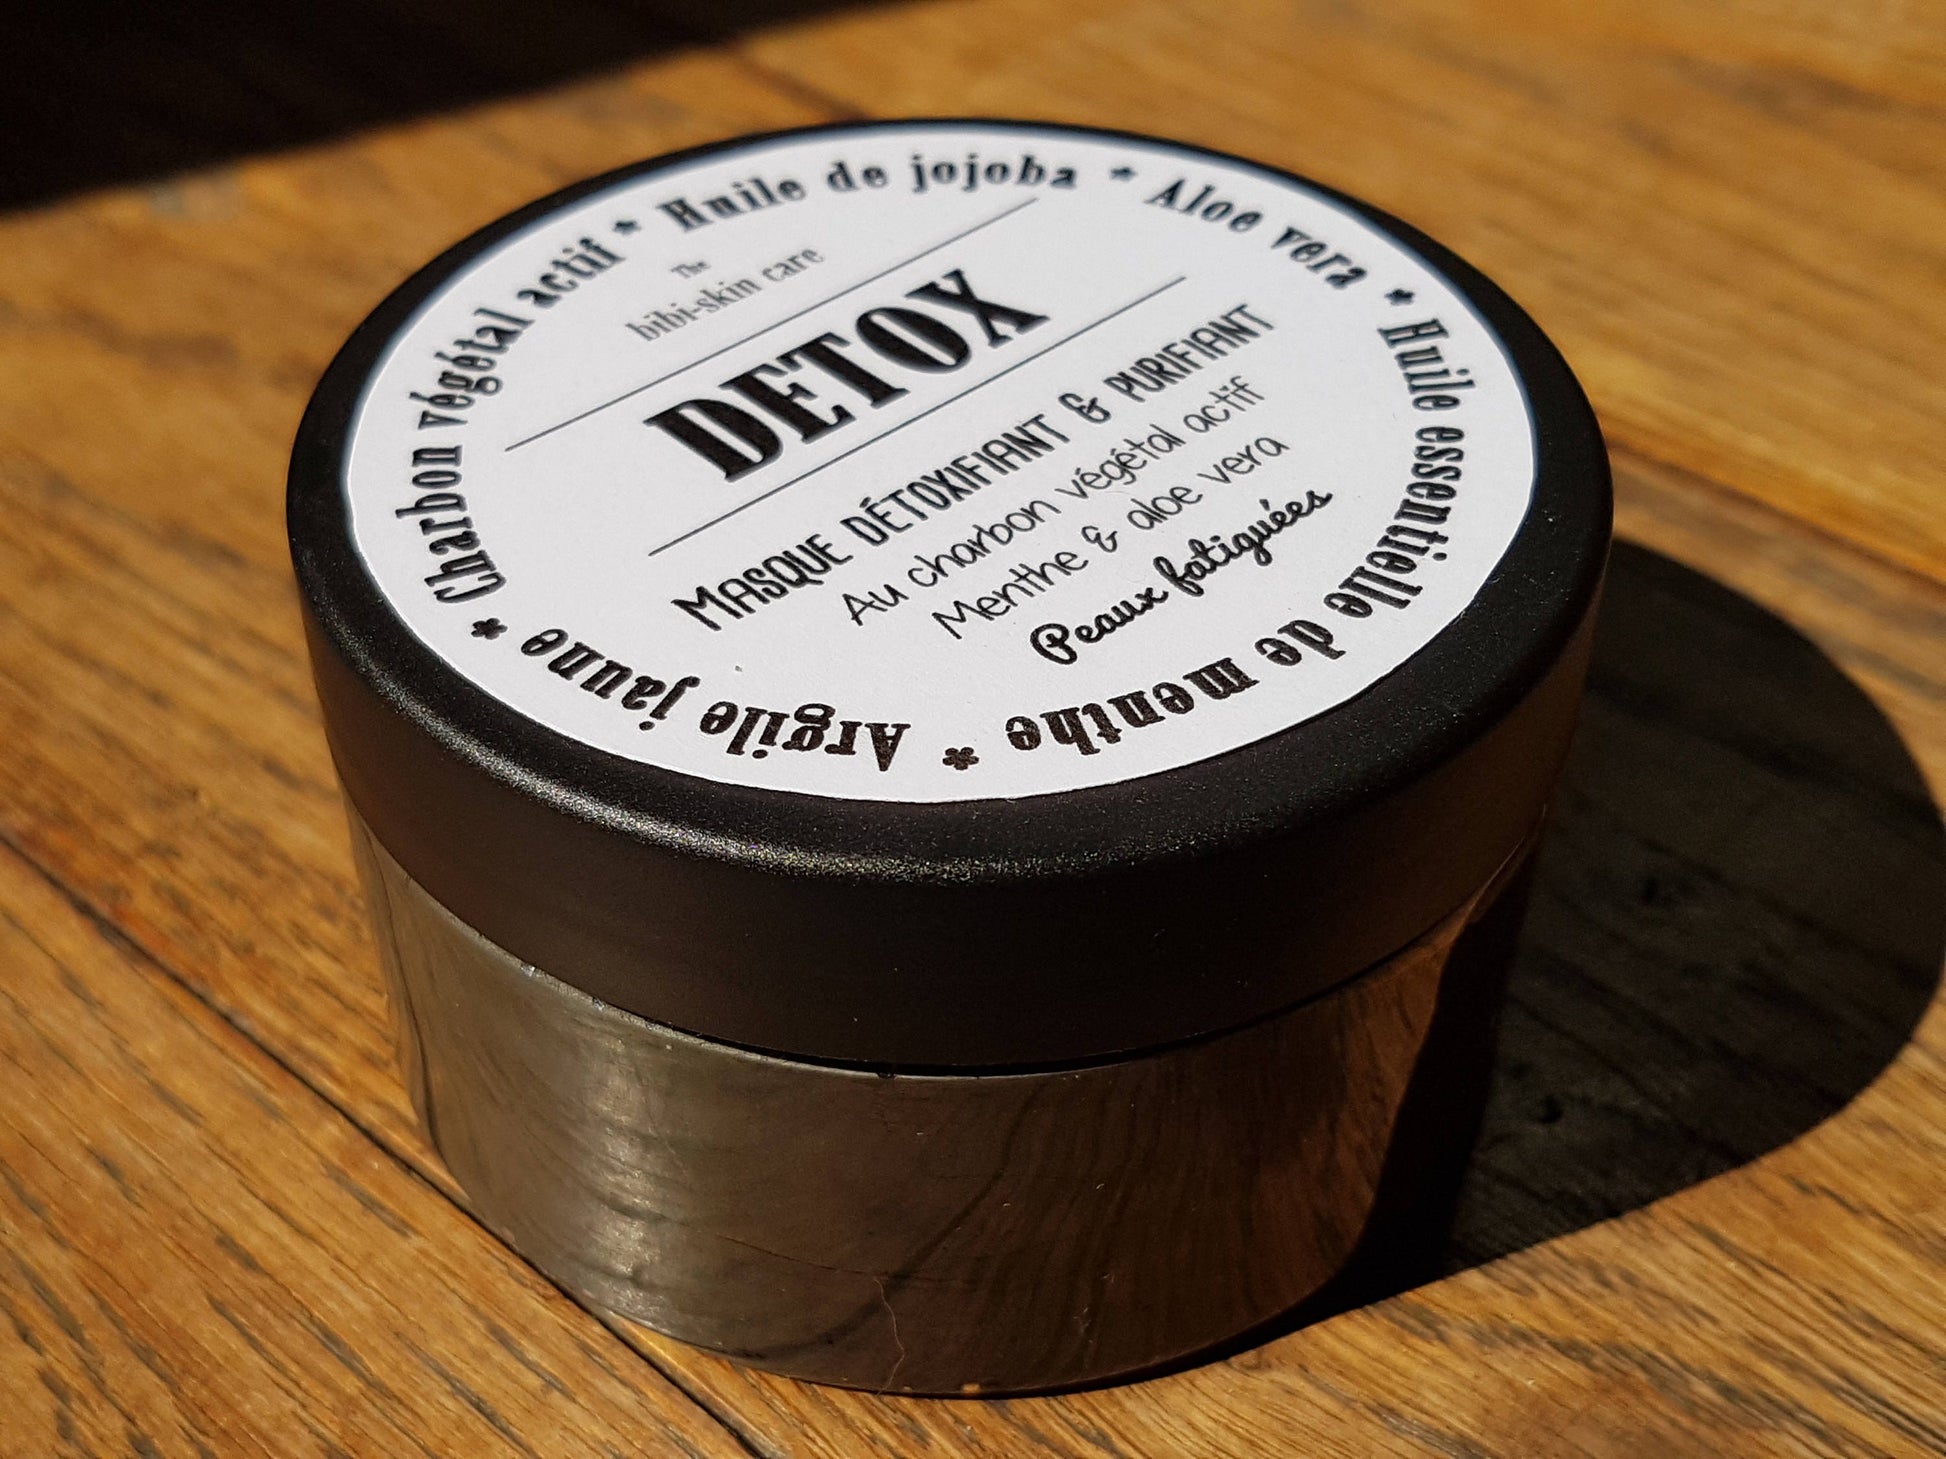 The
bibi-skin care
DETOX
MASQUE DÉTOXIFIANT & PURIFIANT
Au charbon végétal actif
Menthe & aloe vera
Peaux fatiguées
* Charbon végétal actif * Huile de jojoba * Aloe vera * Huile essentielle de menthe * Argile jaune